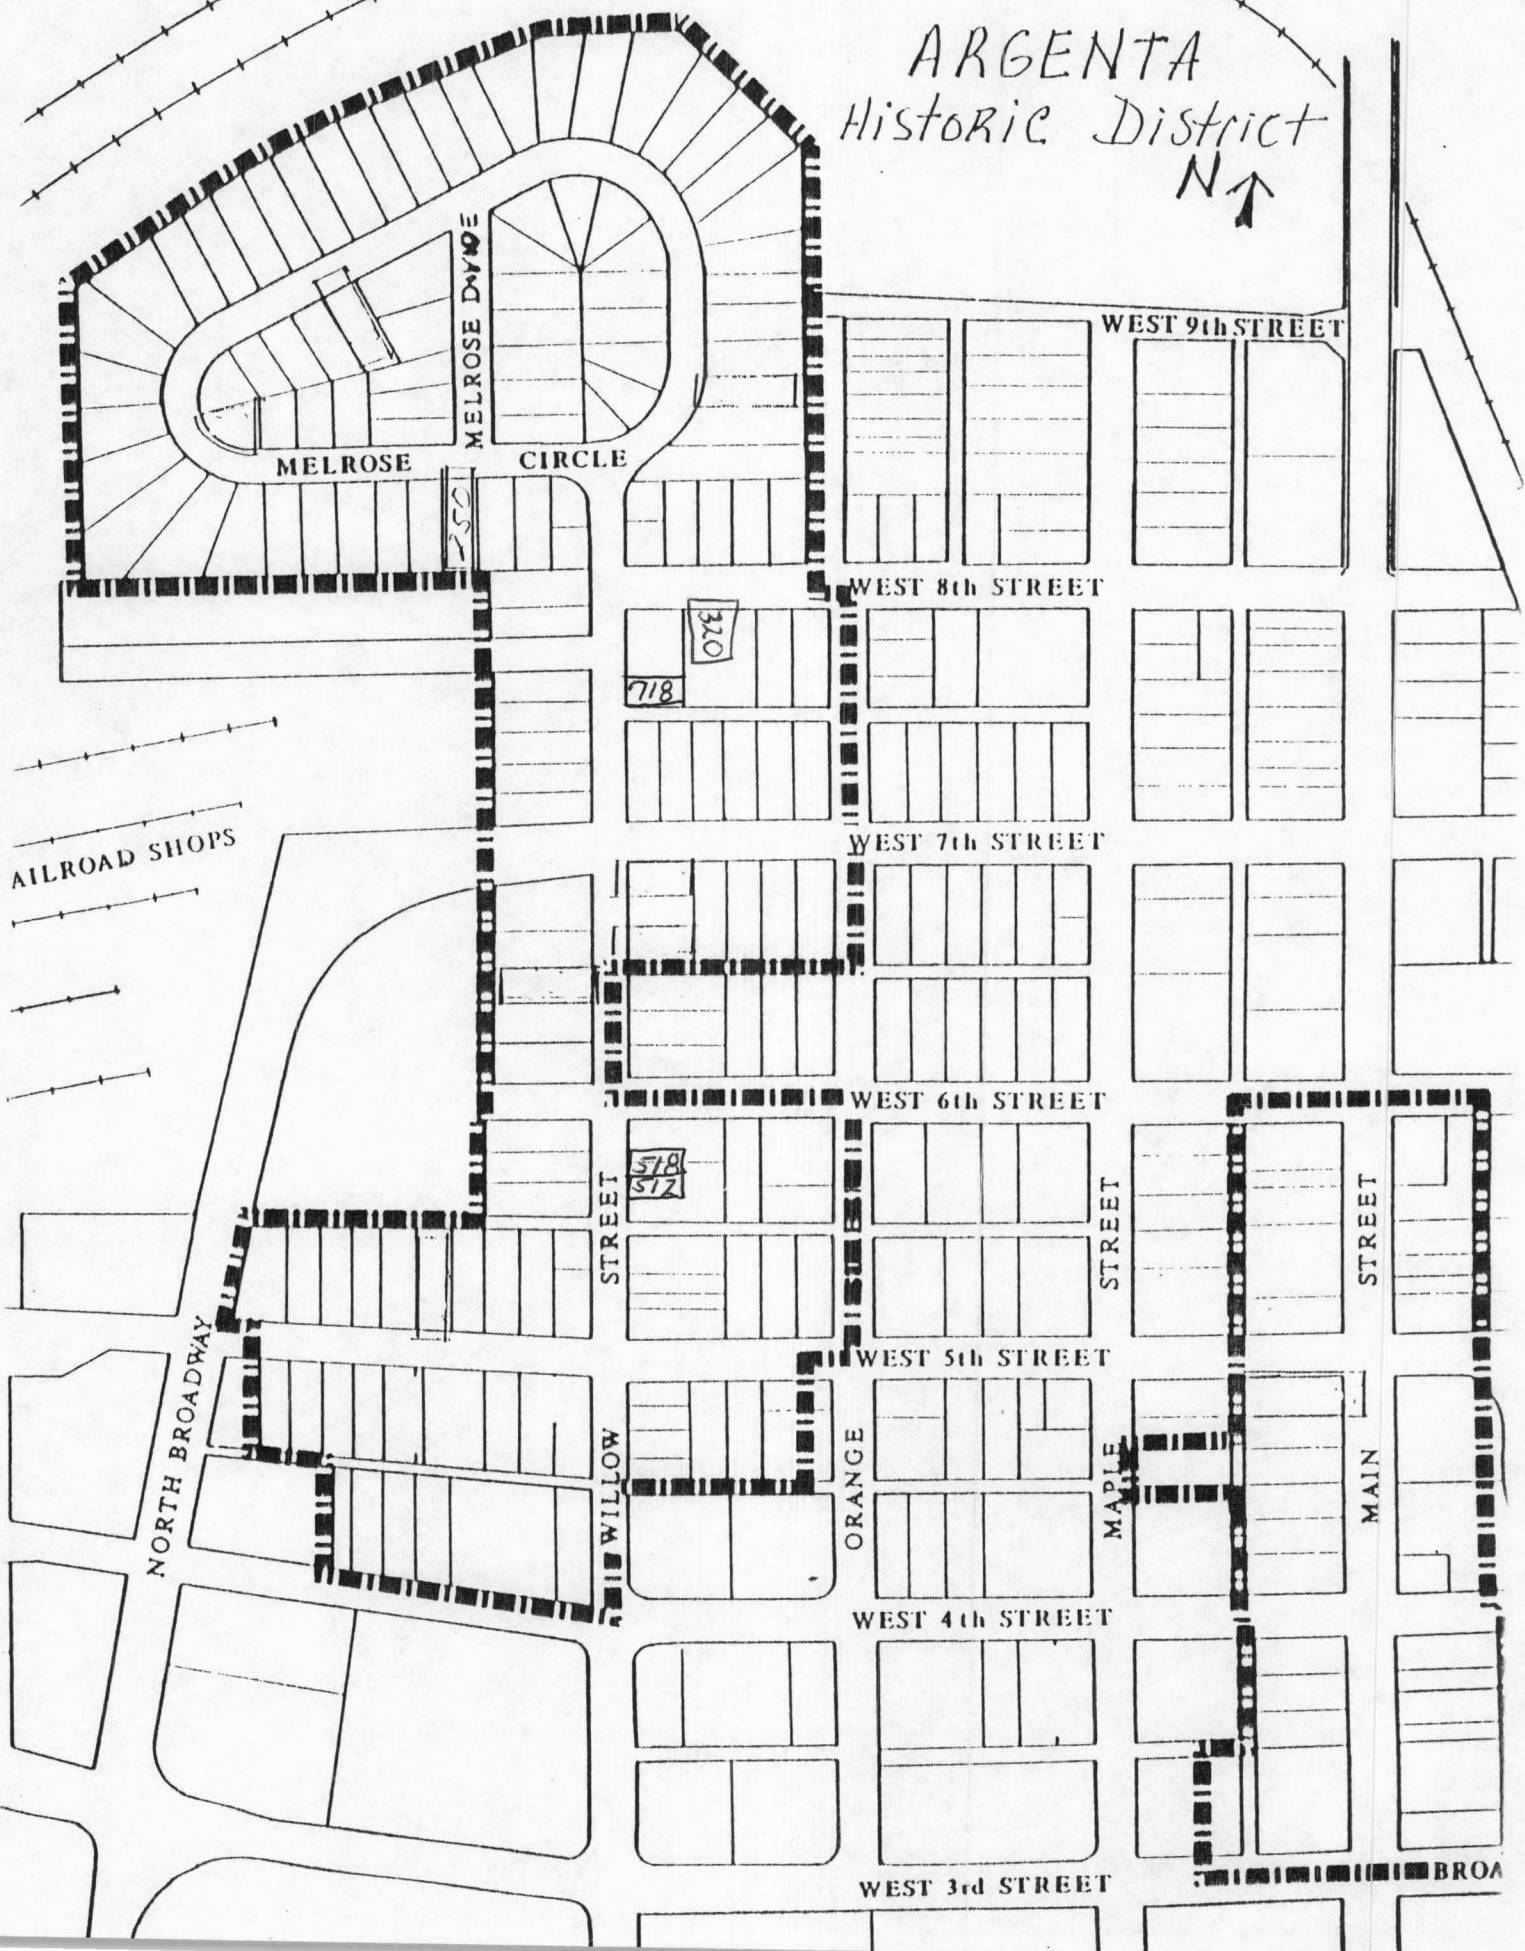 ARGENTA
Historic District
N
WEST 9th STREET
MELROSE DRIVE
MELROSE CIRCLE
250
WEST 8th STREET
320
718
WEST 7th STREET
AILROAD SHOPS
WEST 6th STREET
518
512
STREET
STREET
STREET
WEST 5th STREET
NORTH BROADWAY
WILLOW
ORANGE
MAPLE
MAIN
WEST 4th STREET
WEST 3rd STREET
BROA